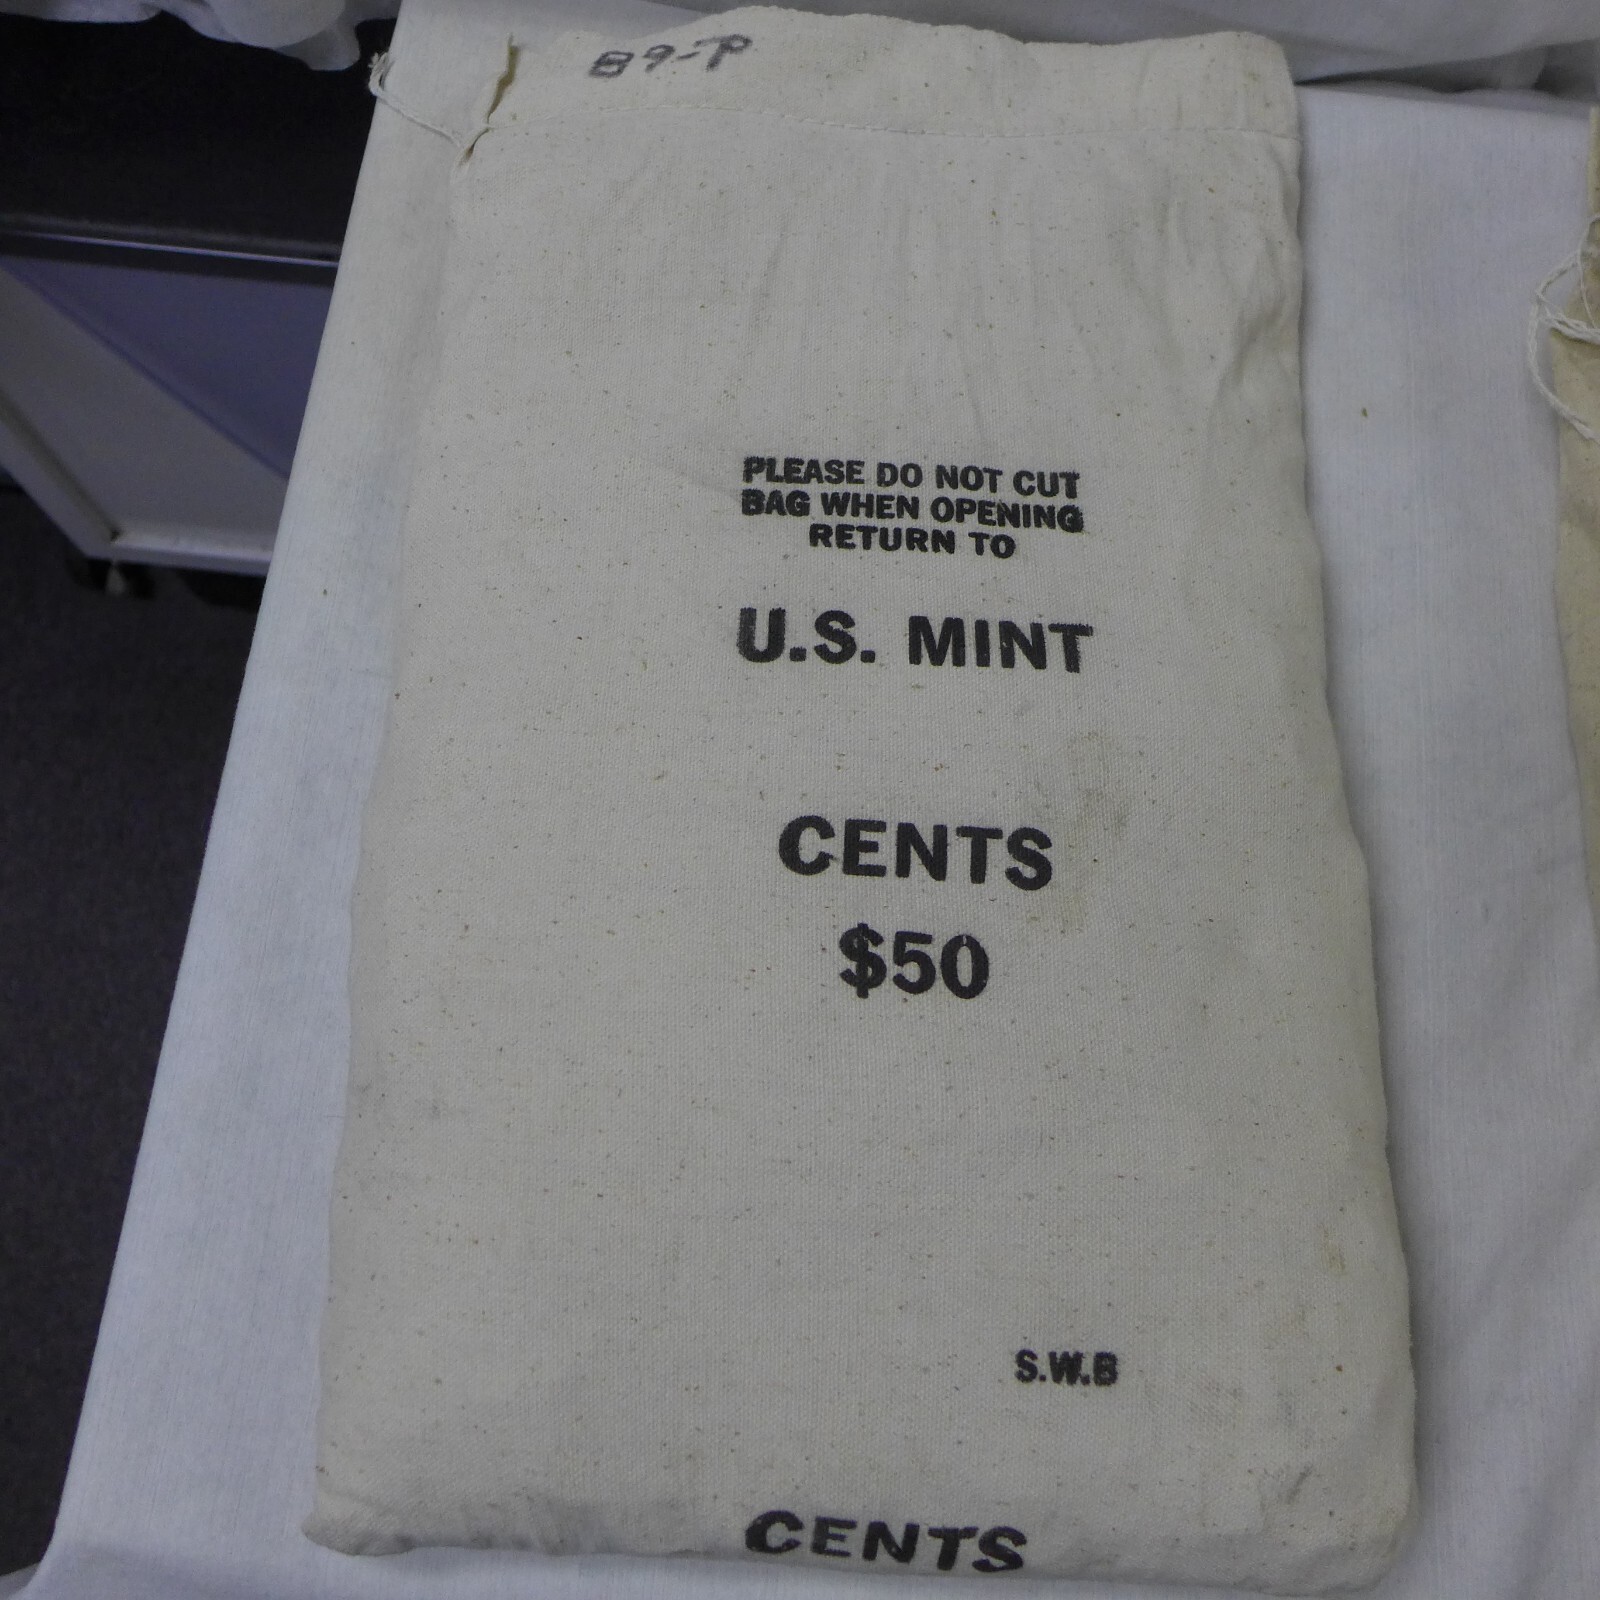 89-P
PLEASE DO NOT CUT
BAG WHEN OPENING
RETURN TO
U.S. MINT
CENTS
$50
S.W.B
CENTS